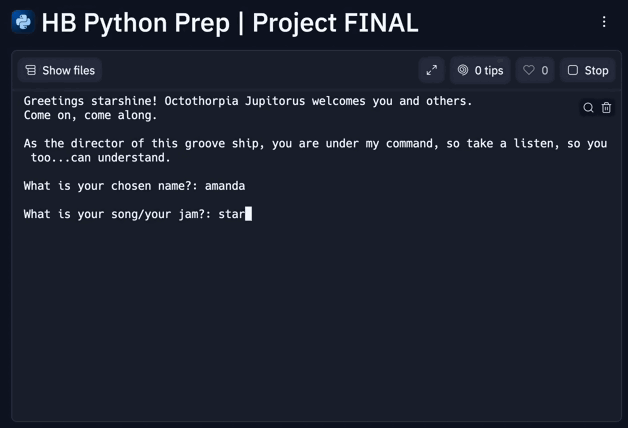 HB Python Prep | Project FINAL
Show files
0 tips
0
Stop
Greetings starshine! Octothorpia Jupitorus welcomes you and others.
Come on, come along.
As the director of this groove ship, you are under my command, so take a listen, so you
too...can understand.
What is your chosen name?: amanda
What is your song/your jam?: star